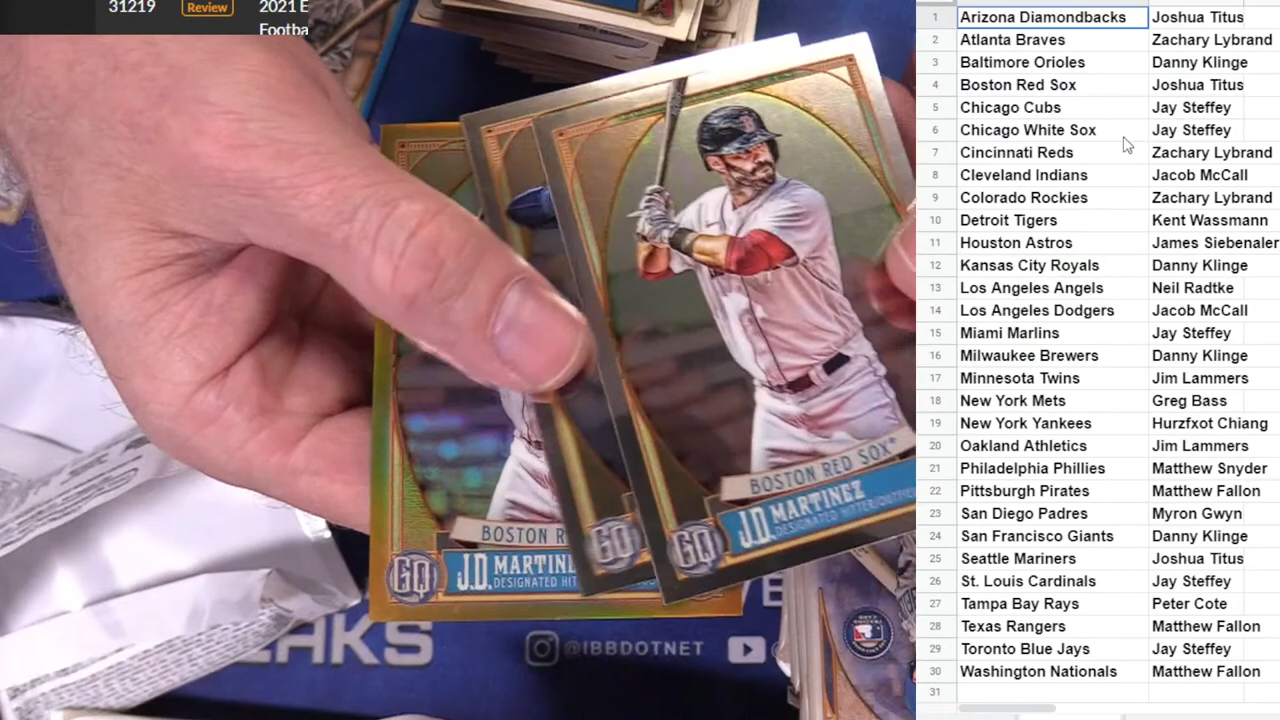 31219 Review 2021 E
Footba
BOSTON RED SOX
J.D. MARTINEZ
DESIGNATED HITTER/OUTFIE
GQ
GQ
BOSTON R
J.D. MARTINE
DESIGNATED HIT
GQ
AKS
@IBBDOTNET
1 Arizona Diamondbacks Joshua Titus
2 Atlanta Braves Zachary Lybrand
3 Baltimore Orioles Danny Klinge
4 Boston Red Sox Joshua Titus
5 Chicago Cubs Jay Steffey
6 Chicago White Sox Jay Steffey
7 Cincinnati Reds Zachary Lybrand
8 Cleveland Indians Jacob McCall
9 Colorado Rockies Zachary Lybrand
10 Detroit Tigers Kent Wassmann
11 Houston Astros James Siebenaler
12 Kansas City Royals Danny Klinge
13 Los Angeles Angels Neil Radtke
14 Los Angeles Dodgers Jacob McCall
15 Miami Marlins Jay Steffey
16 Milwaukee Brewers Danny Klinge
17 Minnesota Twins Jim Lammers
18 New York Mets Greg Bass
19 New York Yankees Hurzfxot Chiang
20 Oakland Athletics Jim Lammers
21 Philadelphia Phillies Matthew Snyder
22 Pittsburgh Pirates Matthew Fallon
23 San Diego Padres Myron Gwyn
24 San Francisco Giants Danny Klinge
25 Seattle Mariners Joshua Titus
26 St. Louis Cardinals Jay Steffey
27 Tampa Bay Rays Peter Cote
28 Texas Rangers Matthew Fallon
29 Toronto Blue Jays Jay Steffey
30 Washington Nationals Matthew Fallon
31